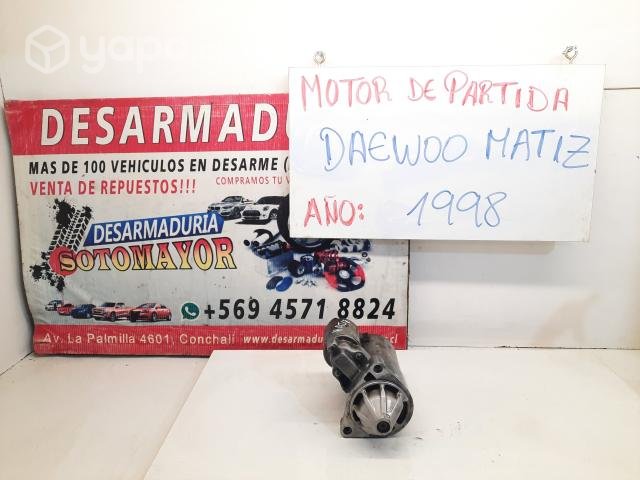 yapo
DESARMADU
MAS DE 100 VEHICULOS EN DESARME (
VENTA DE REPUESTOS!!!
COMPRAMOS TU V
DESARMADURIA
SOTOMAYOR
+569 4571 8824
Av. La Palmilla 4601, Conchalí www.desarmadu
MOTOR DE PARTIDA
DAEWOO MATIZ
AÑO: 1998